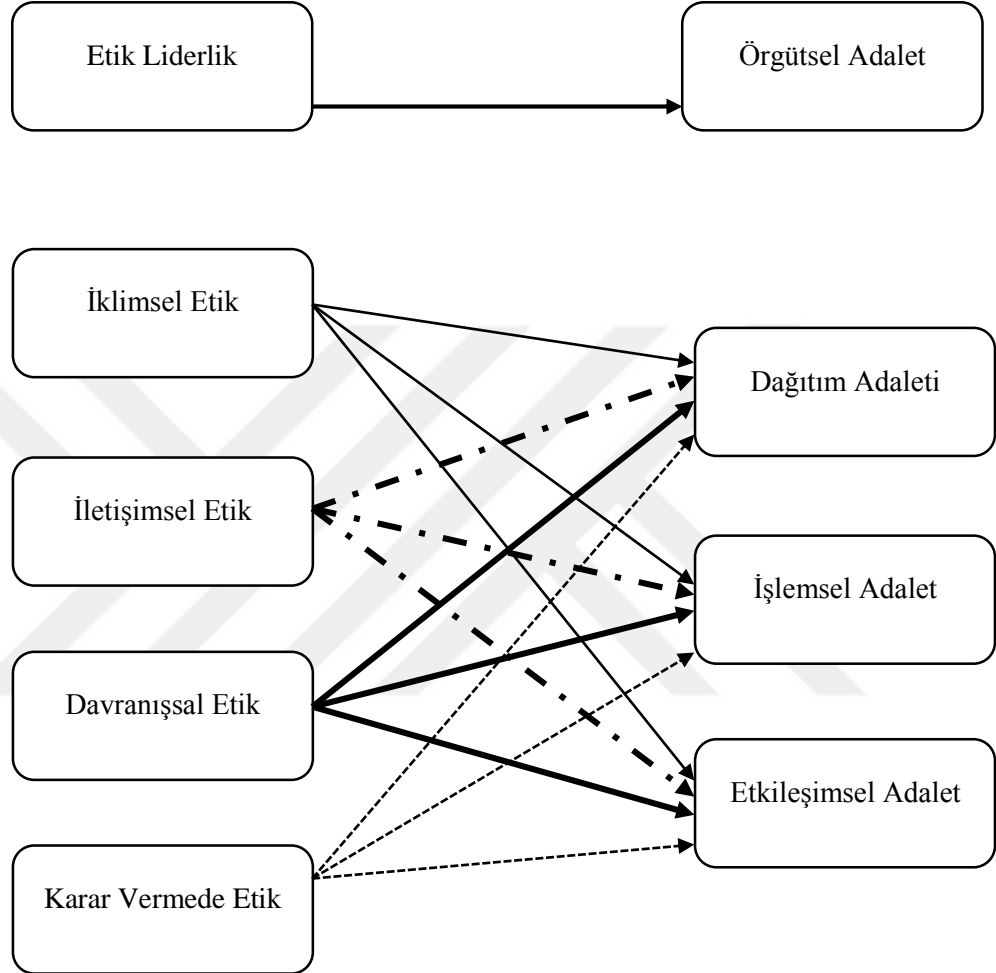 Etik Liderlik
Örgütsel Adalet
İklimsel Etik
Dağıtım Adaleti
İletişimsel Etik
İşlemsel Adalet
Davranışsal Etik
Etkileşimsel Adalet
Karar Vermede Etik